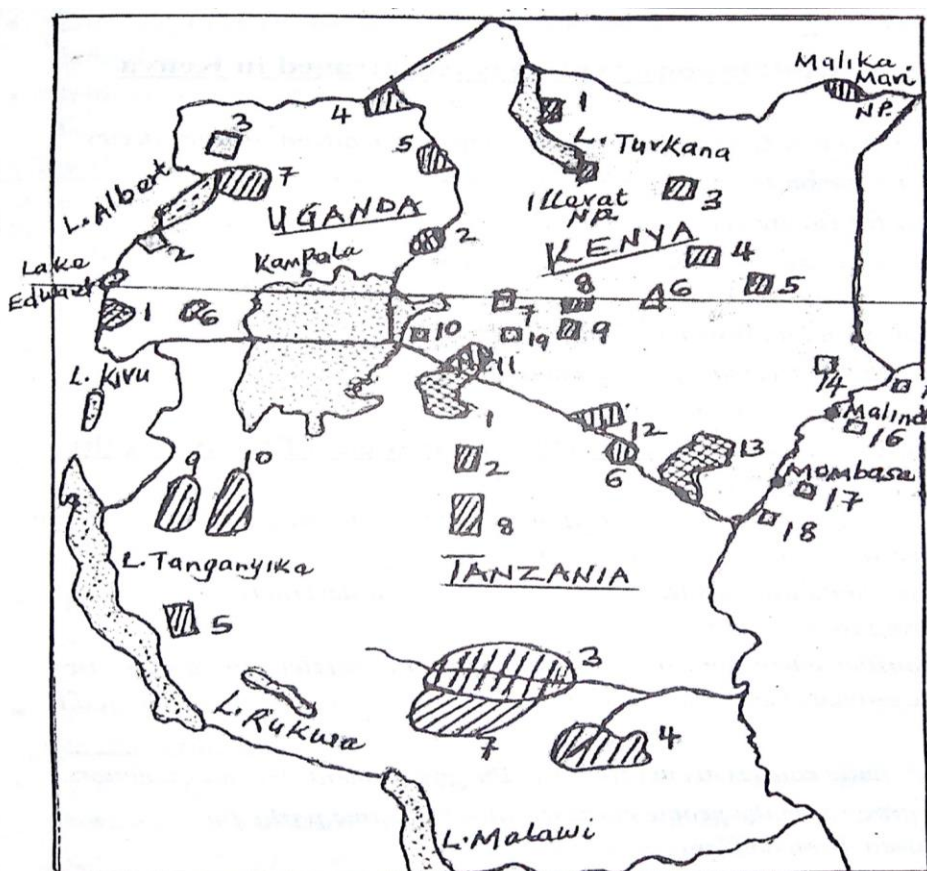 Malika
Mari
NP.
4
1
3
L. Turkana
5
7
L. Albert
UGANDA
Illerat
NP.
3
2
2
KENYA
4
Kampala
Lake
Edward
8
6
5
1
6
7
10
19
9
11
L. Kivu
14
1
Malind
16
1
12
13
2
6
Mombasa
9
10
17
8
18
L. Tanganyika
TANZANIA
5
3
L. Rukwa
7
4
L. Malawi